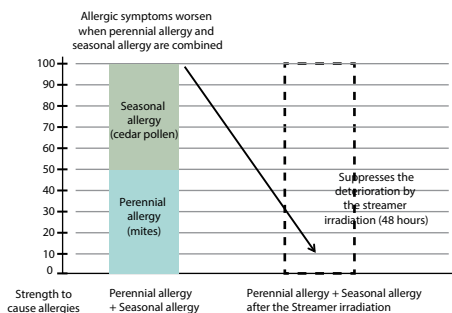 Allergic symptoms worsen
when perennial allergy and
seasonal allergy are combined
100
90
80
70
60
50
40
30
20
10
0
Seasonal
allergy
(cedar pollen)
Perennial
allergy
(mites)
Suppresses the
deterioration by
the streamer
irradiation (48 hours)
Strength to
cause allergies
Perennial allergy
+ Seasonal allergy
Perennial allergy + Seasonal allergy
after the Streamer irradiation